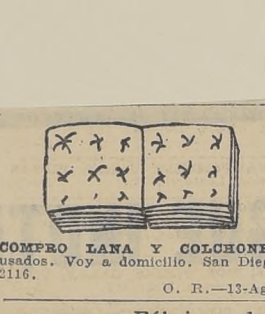 COMPRO LANA Y COLCHONE
usados. Voy a domicilio. San Dieg
2116.
O. R.—13-Ag